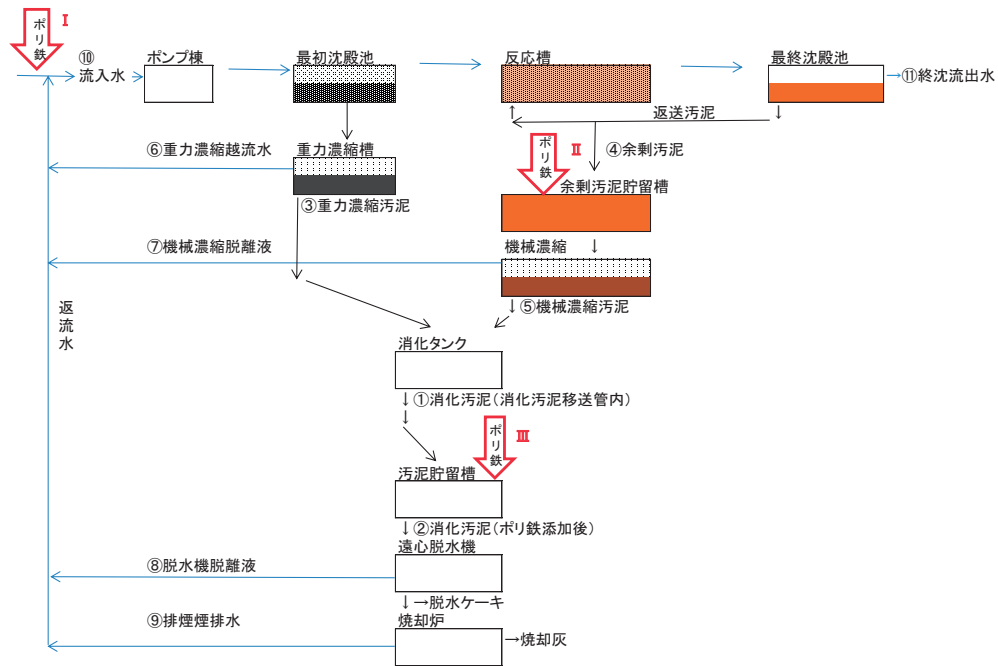 ポリ鉄 Ⅰ
⑩
流入水
ポンプ棟
最初沈殿池
反応槽
最終沈殿池
→⑪終沈流出水
↑
返送汚泥
↓
⑥重力濃縮越流水
重力濃縮槽
ポリ鉄 Ⅱ
④余剰汚泥
余剰汚泥貯留槽
③重力濃縮汚泥
⑦機械濃縮脱離液
機械濃縮 ↓
↓⑤機械濃縮汚泥
返流水
消化タンク
↓①消化汚泥(消化汚泥移送管内)
↓
ポリ鉄 Ⅲ
汚泥貯留槽
↓②消化汚泥(ポリ鉄添加後)
遠心脱水機
⑧脱水機脱離液
↓→脱水ケーキ
⑨排煙煙排水
焼却炉
→焼却灰